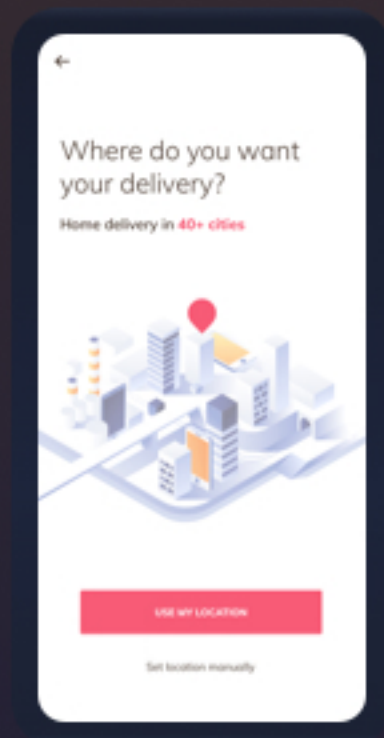 Where do you want
your delivery?
Home delivery in 40+ cities
USE MY LOCATION
Set location manually